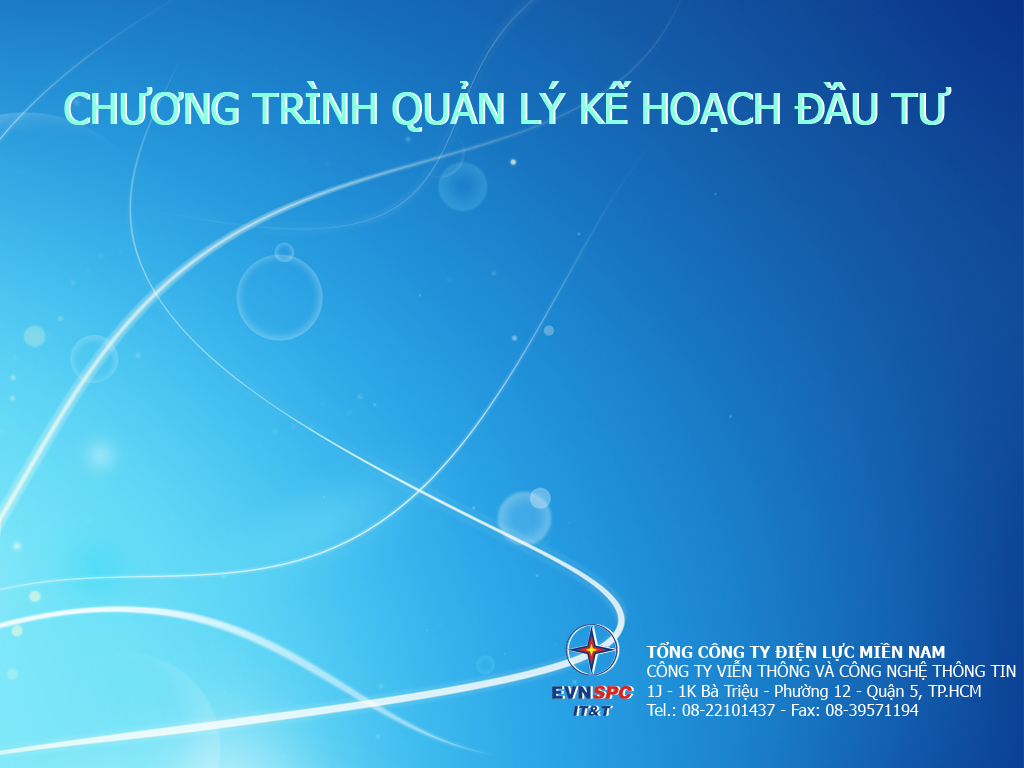 CHƯƠNG TRÌNH QUẢN LÝ KẾ HOẠCH ĐẦU TƯ
TỔNG CÔNG TY ĐIỆN LỰC MIỀN NAM
CÔNG TY VIỄN THÔNG VÀ CÔNG NGHỆ THÔNG TIN
1J - 1K Bà Triệu - Phường 12 - Quận 5, TP.HCM
Tel.: 08-22101437 - Fax: 08-39571194
EVNSPC
IT&T